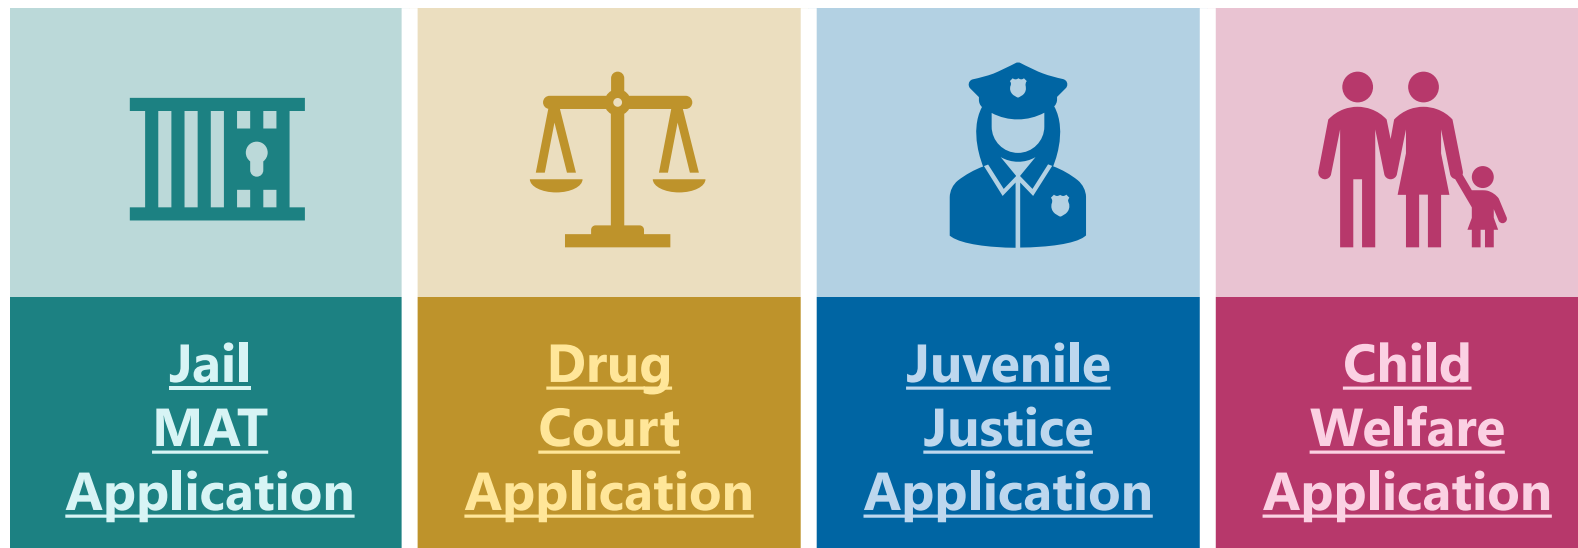 Jail
MAT
Application
Drug
Court
Application
Juvenile
Justice
Application
Child
Welfare
Application